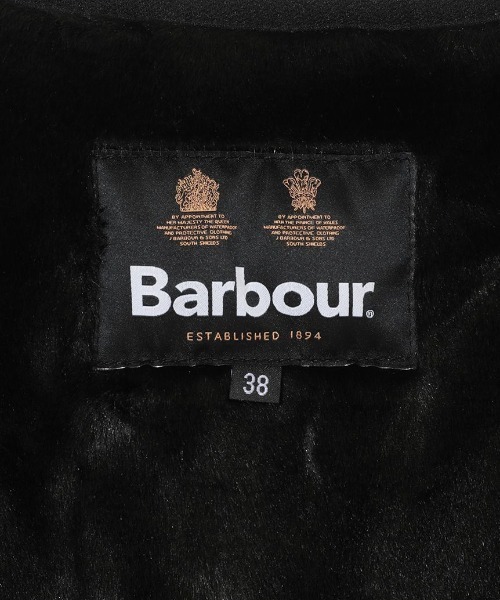 BY APPOINTMENT TO
HER MAJESTY THE QUEEN
MANUFACTURERS OF WATERPROOF
AND PROTECTIVE CLOTHING
J BARBOUR & SONS LTD
SOUTH SHIELDS
BY APPOINTMENT TO
HRH THE PRINCE OF WALES
MANUFACTURERS OF WATERPROOF
AND PROTECTIVE CLOTHING
J BARBOUR & SONS LTD
SOUTH SHIELDS
Barbour®
ESTABLISHED 1894
38